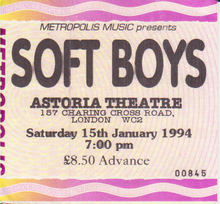 METROPOLIS MUSIC presents
SOFT BOYS
ASTORIA THEATRE
157 CHARING CROSS ROAD,
LONDON WC2
Saturday 15th January 1994
7:00 pm
£8.50 Advance
00845
METROPOLIS